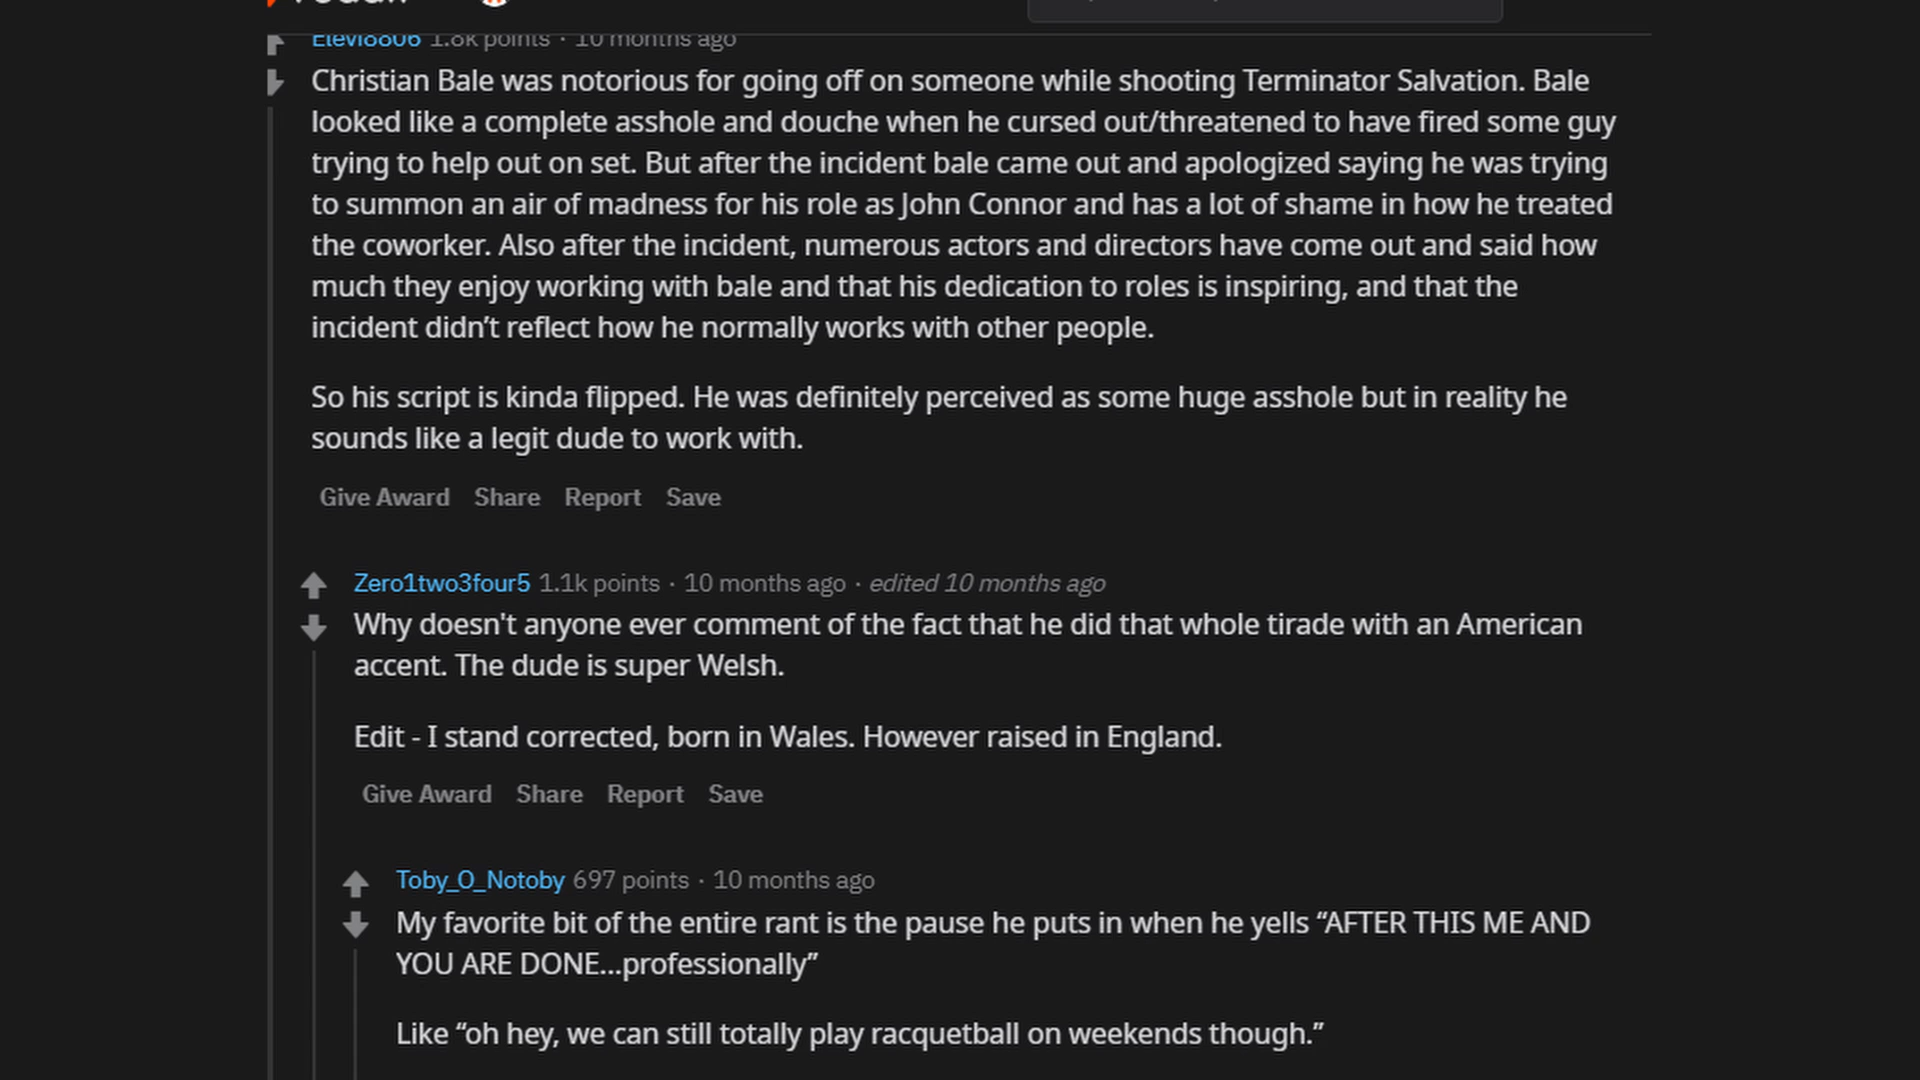 Elevi8806 1.8k points · 10 months ago
Christian Bale was notorious for going off on someone while shooting Terminator Salvation. Bale
looked like a complete asshole and douche when he cursed out/threatened to have fired some guy
trying to help out on set. But after the incident bale came out and apologized saying he was trying
to summon an air of madness for his role as John Connor and has a lot of shame in how he treated
the coworker. Also after the incident, numerous actors and directors have come out and said how
much they enjoy working with bale and that his dedication to roles is inspiring, and that the
incident didn’t reflect how he normally works with other people.
So his script is kinda flipped. He was definitely perceived as some huge asshole but in reality he
sounds like a legit dude to work with.
Give Award Share Report Save
Zero1two3four5 1.1k points · 10 months ago · edited 10 months ago
Why doesn't anyone ever comment of the fact that he did that whole tirade with an American
accent. The dude is super Welsh.
Edit - I stand corrected, born in Wales. However raised in England.
Give Award Share Report Save
Toby_O_Notoby 697 points · 10 months ago
My favorite bit of the entire rant is the pause he puts in when he yells “AFTER THIS ME AND
YOU ARE DONE...professionally”
Like “oh hey, we can still totally play racquetball on weekends though.”